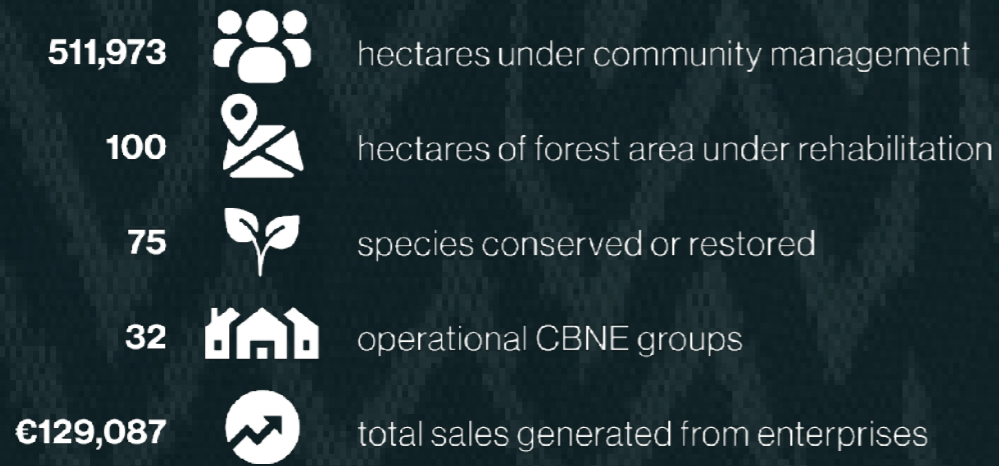 511,973 hectares under community management
100 hectares of forest area under rehabilitation
75 species conserved or restored
32 operational CBNE groups
€129,087 total sales generated from enterprises